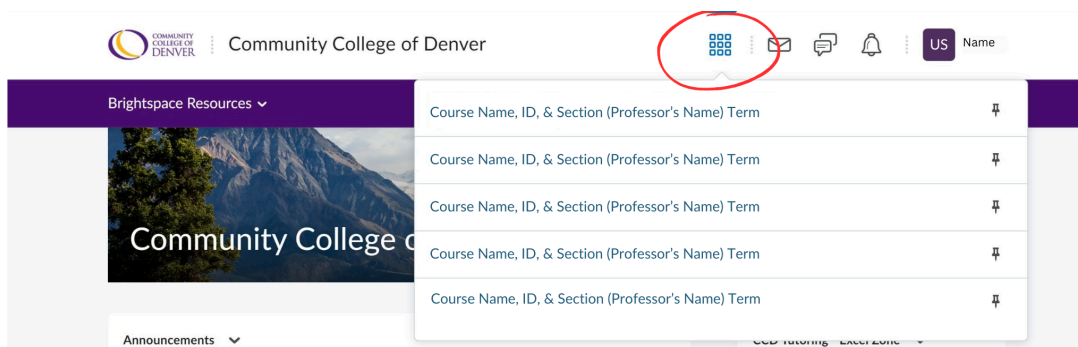 COMMUNITY
COLLEGE OF
DENVER
Community College of Denver
US
Name
Brightspace Resources
Course Name, ID, & Section (Professor's Name) Term
Course Name, ID, & Section (Professor's Name) Term
Course Name, ID, & Section (Professor's Name) Term
Course Name, ID, & Section (Professor's Name) Term
Course Name, ID, & Section (Professor's Name) Term
Community College
Announcements
CCD Tutoring - Excel Zone